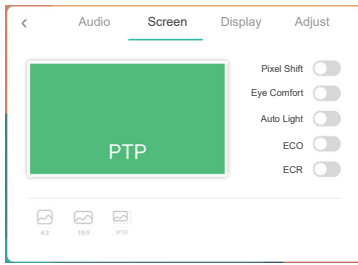 Audio Screen Display Adjust
Pixel Shift
Eye Comfort
Auto Light
PTP
ECO
ECR
4:3 16:9 PTP